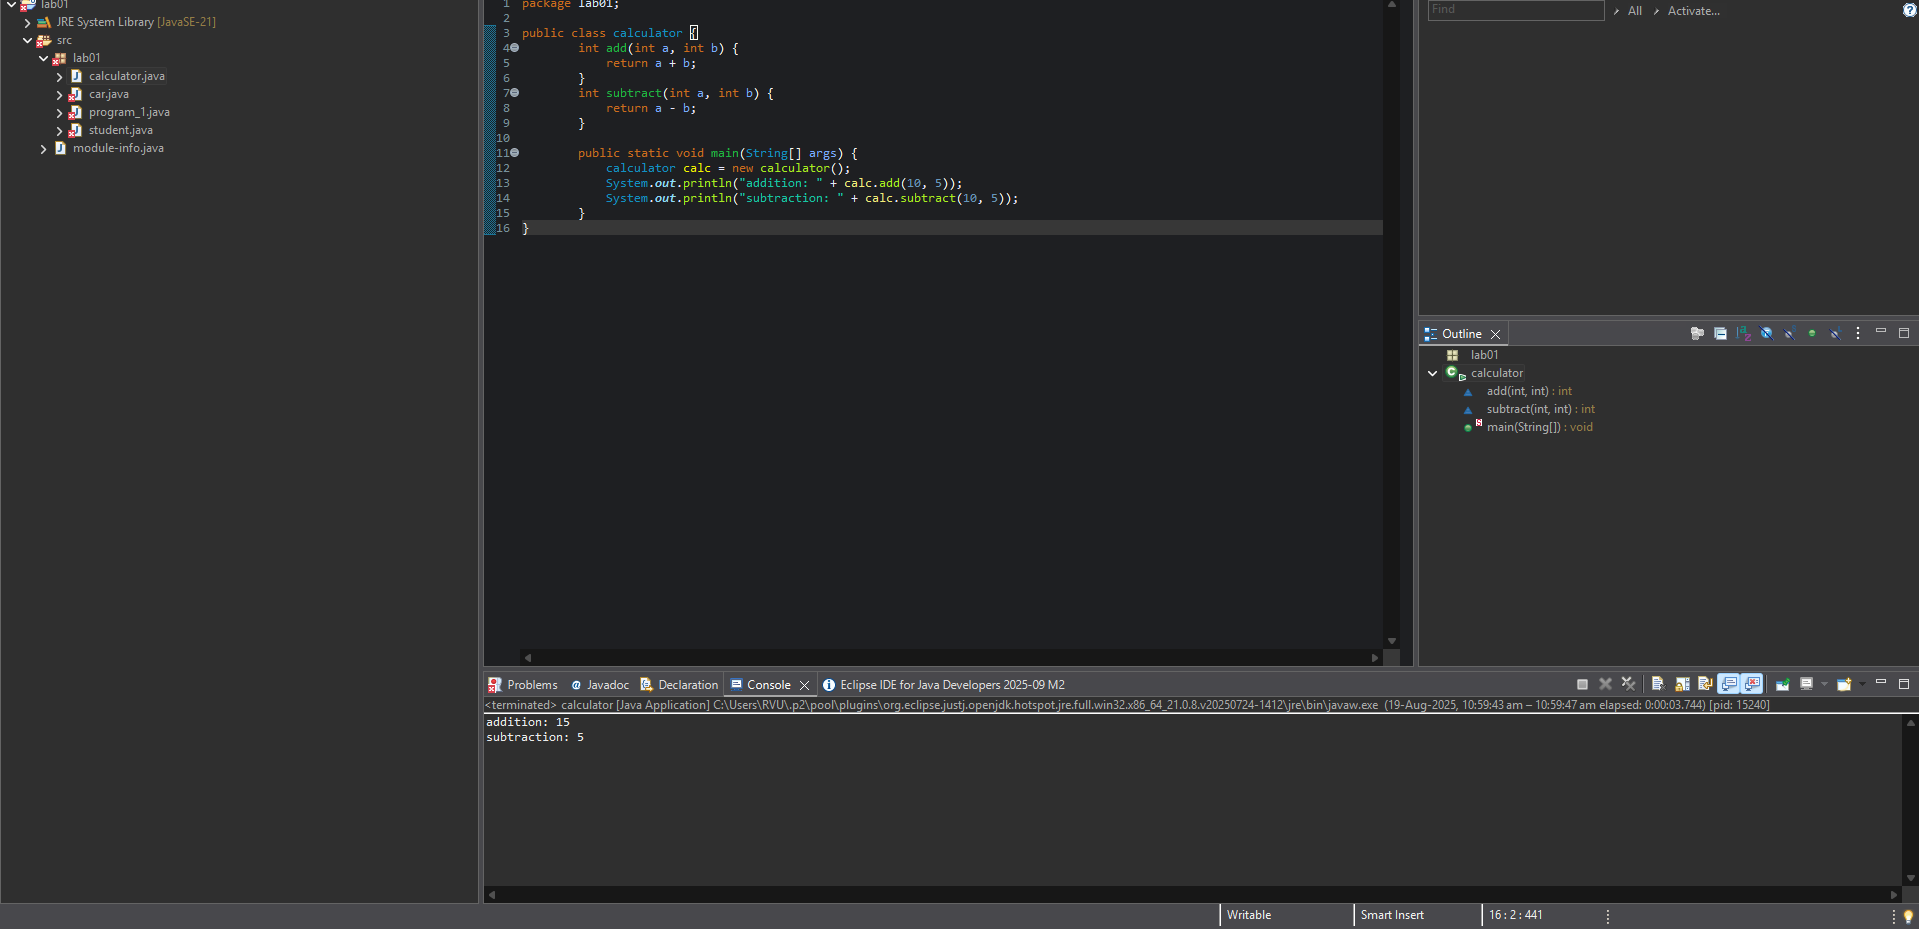 lab01
JRE System Library [JavaSE-21]
src
lab01
calculator.java
car.java
program_1.java
student.java
module-info.java
1 package lab01;
2
3 public class calculator {
4 int add(int a, int b) {
5 return a + b;
6 }
7 int subtract(int a, int b) {
8 return a - b;
9 }
10
11 public static void main(String[] args) {
12 calculator calc = new calculator();
13 System.out.println("addition: " + calc.add(10, 5));
14 System.out.println("subtraction: " + calc.subtract(10, 5));
15 }
16 }
Find All Activate...
Outline
lab01
calculator
add(int, int) : int
subtract(int, int) : int
main(String[]) : void
Problems @ Javadoc Declaration Console Eclipse IDE for Java Developers 2025-09 M2
<terminated> calculator [Java Application] C:\Users\RVU\.p2\pool\plugins\org.eclipse.justj.openjdk.hotspot.jre.full.win32.x86_64_21.0.8.v20250724-1412\jre\bin\javaw.exe (19-Aug-2025, 10:59:43 am – 10:59:47 am elapsed: 0:00:03.744) [pid: 15240]
addition: 15
subtraction: 5
Writable Smart Insert 16 : 2 : 441